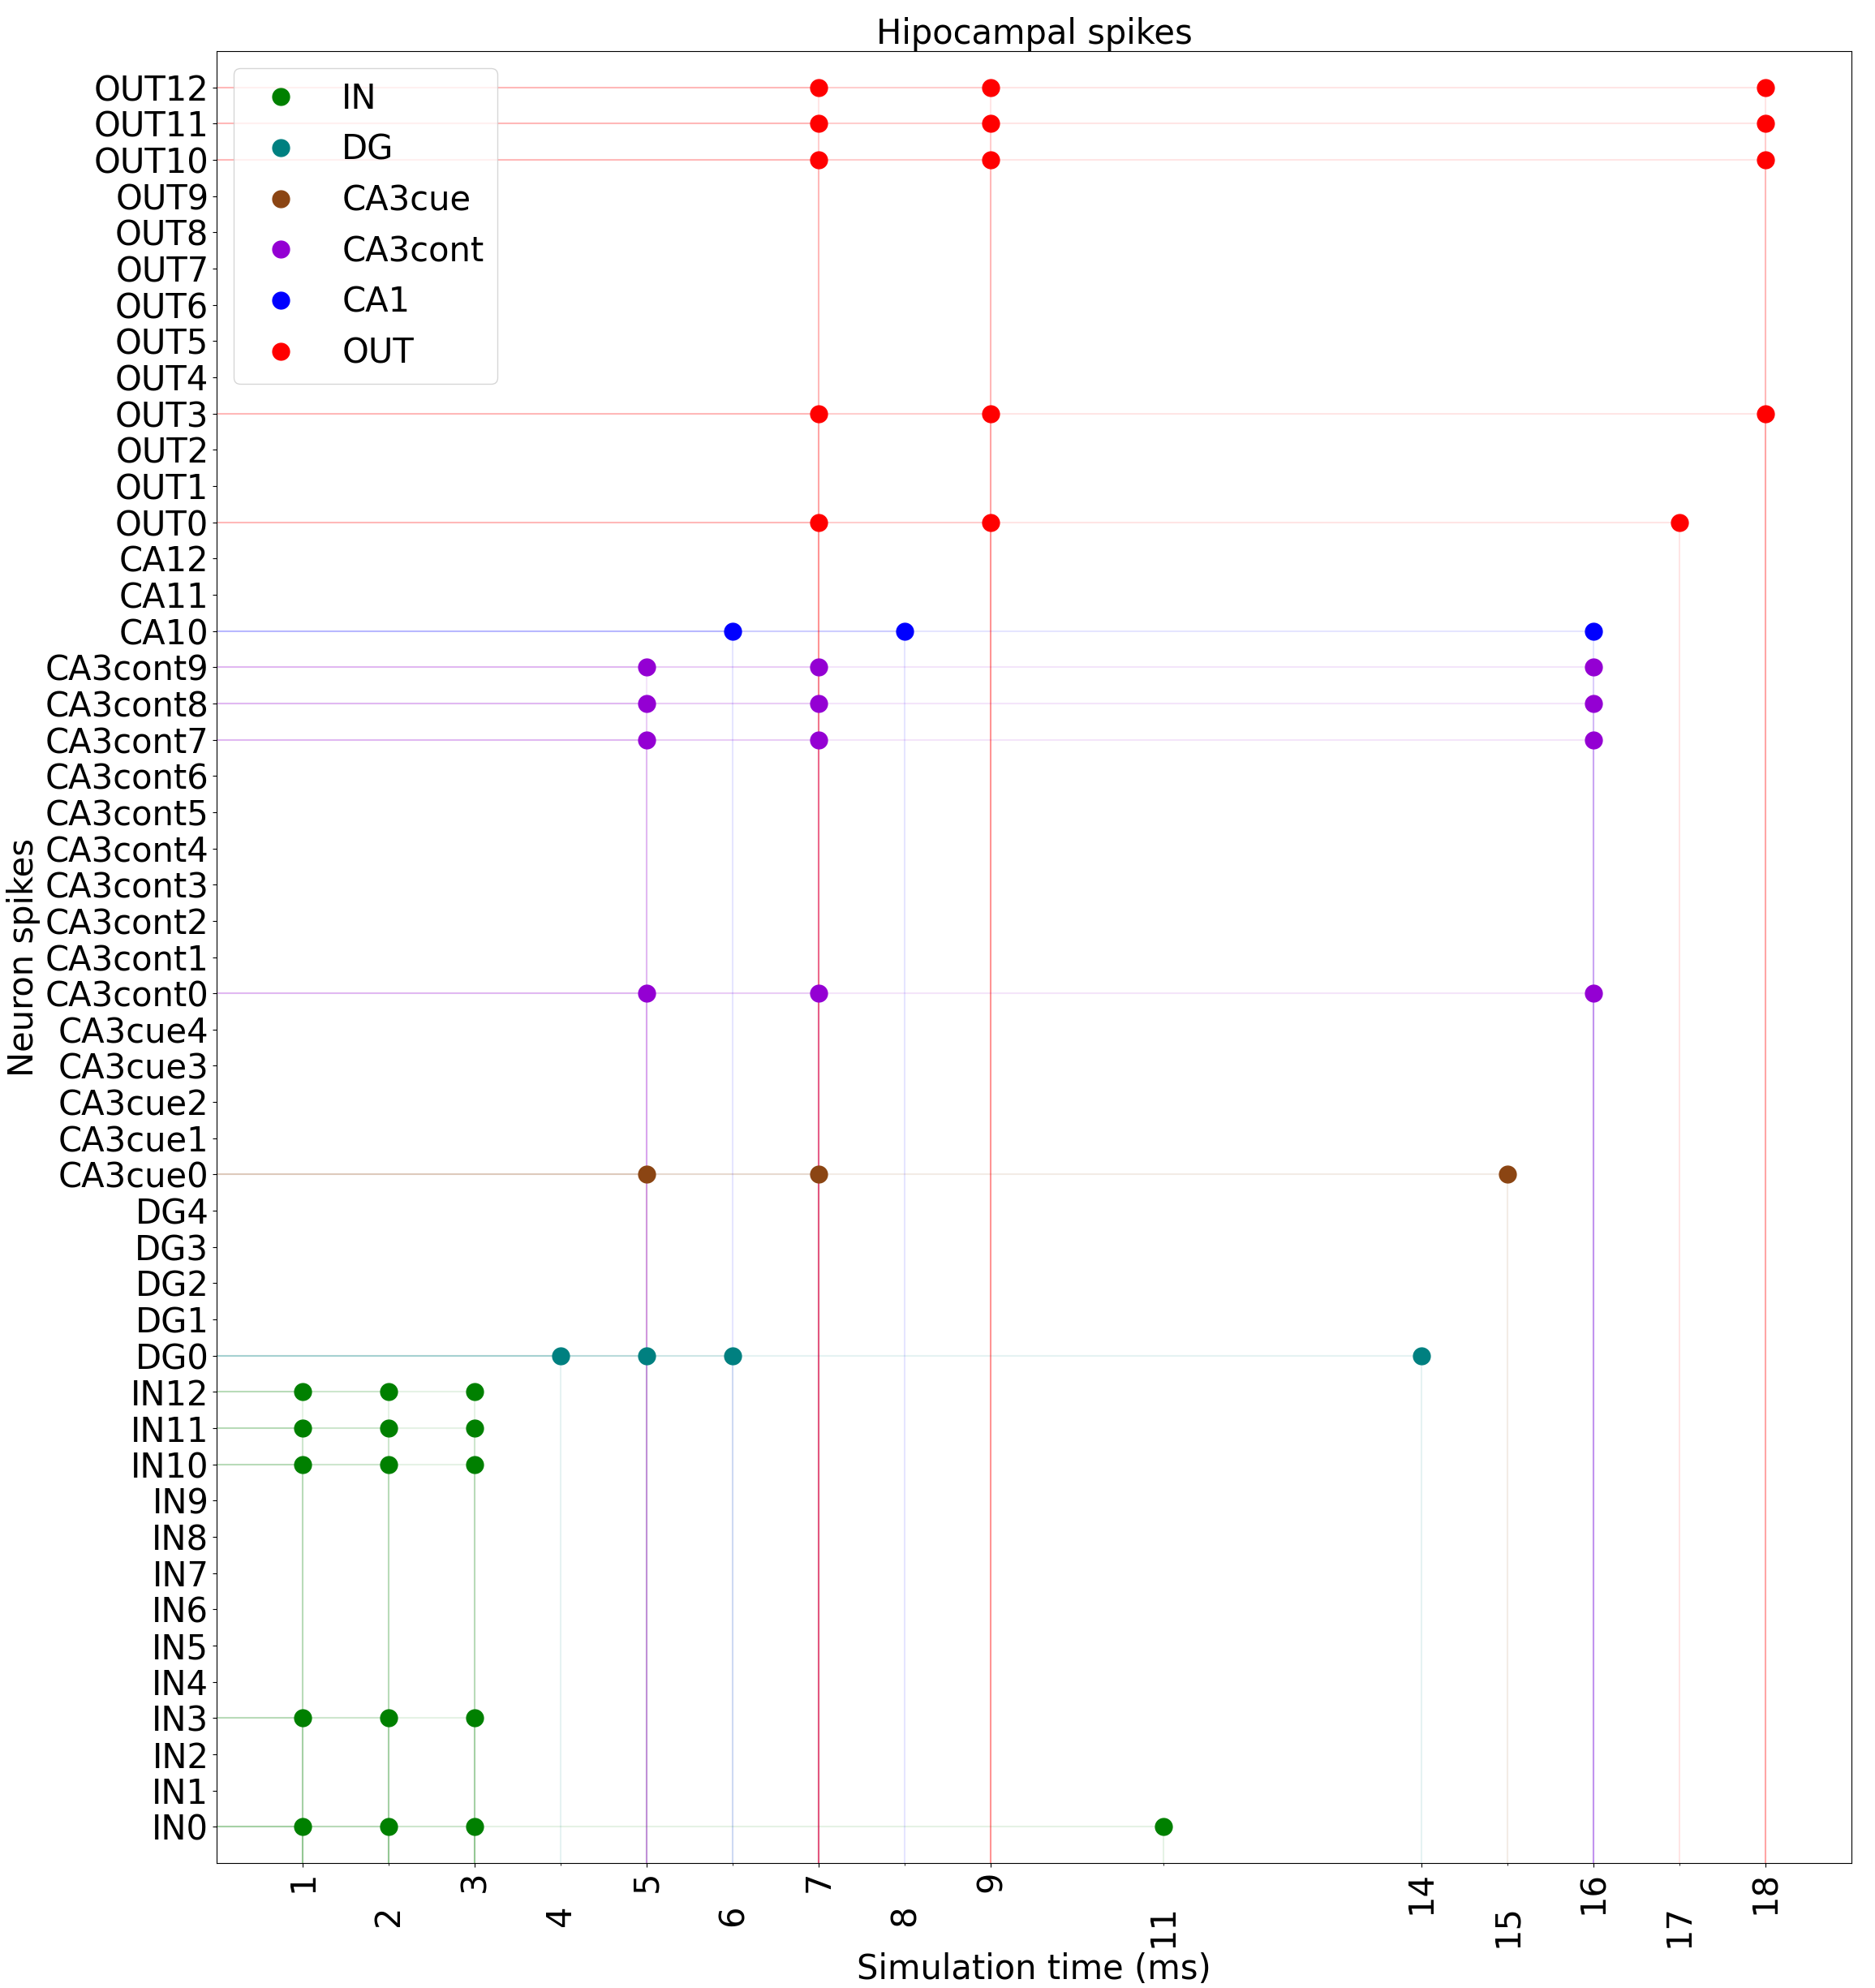 Hipocampal spikes
IN
DG
CA3cue
CA3cont
CA1
OUT
Neuron spikes
OUT12
OUT11
OUT10
OUT9
OUT8
OUT7
OUT6
OUT5
OUT4
OUT3
OUT2
OUT1
OUT0
CA12
CA11
CA10
CA3cont9
CA3cont8
CA3cont7
CA3cont6
CA3cont5
CA3cont4
CA3cont3
CA3cont2
CA3cont1
CA3cont0
CA3cue4
CA3cue3
CA3cue2
CA3cue1
CA3cue0
DG4
DG3
DG2
DG1
DG0
IN12
IN11
IN10
IN9
IN8
IN7
IN6
IN5
IN4
IN3
IN2
IN1
IN0
1
2
3
4
5
6
7
8
9
11
14
15
16
17
18
Simulation time (ms)